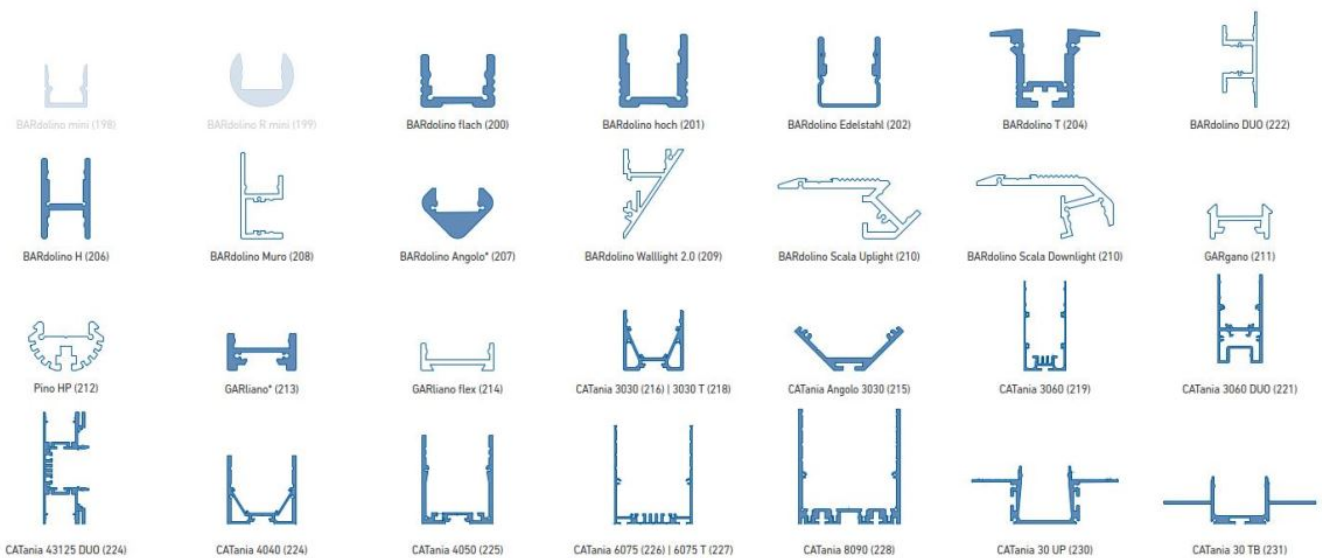 BARdolino mini (198)
BARdolino R mini (199)
BARdolino flach (200)
BARdolino hoch (201)
BARdolino Edelstahl (202)
BARdolino T (204)
BARdolino DUO (222)
BARdolino H (206)
BARdolino Muro (208)
BARdolino Angolo* (207)
BARdolino Walllight 2.0 (209)
BARdolino Scala Uplight (210)
BARdolino Scala Downlight (210)
GARgano (211)
Pino HP (212)
GARliano* (213)
GARliano flex (214)
CATania 3030 (216) | 3030 T (218)
CATania Angolo 3030 (215)
CATania 3060 (219)
CATania 3060 DUO (221)
CATania 43125 DUO (224)
CATania 4040 (224)
CATania 4050 (225)
CATania 6075 (226) | 6075 T (227)
CATania 8090 (228)
CATania 30 UP (230)
CATania 30 TB (231)